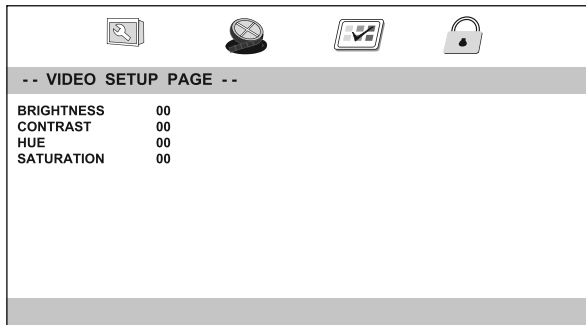 -- VIDEO SETUP PAGE --
BRIGHTNESS 00
CONTRAST 00
HUE 00
SATURATION 00